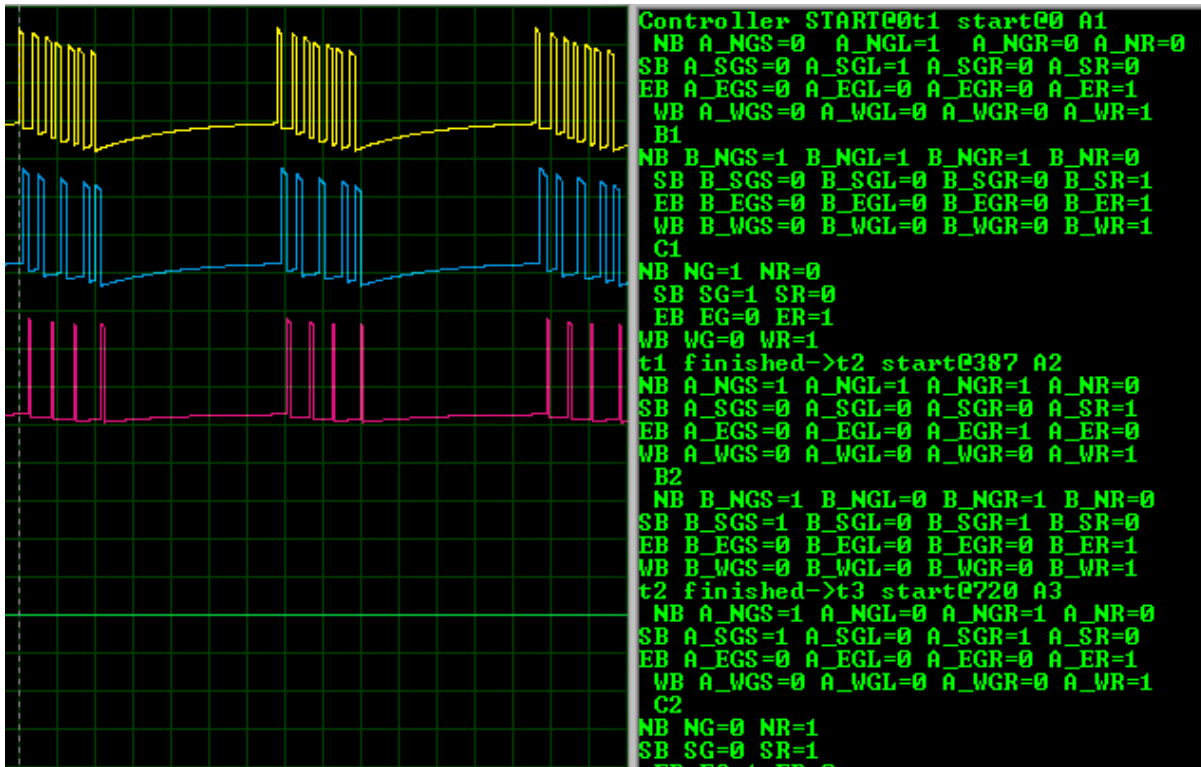 Controller START@0t1 start@0 A1
NB A_NGS=0 A_NGL=1 A_NGR=0 A_NR=0
SB A_SGS=0 A_SGL=1 A_SGR=0 A_SR=0
EB A_EGS=0 A_EGL=0 A_EGR=0 A_ER=1
WB A_WGS=0 A_WGL=0 A_WGR=0 A_WR=1
B1
NB B_NGS=1 B_NGL=1 B_NGR=1 B_NR=0
SB B_SGS=0 B_SGL=0 B_SGR=0 B_SR=1
EB B_EGS=0 B_EGL=0 B_EGR=0 B_ER=1
WB B_WGS=0 B_WGL=0 B_WGR=0 B_WR=1
C1
NB NG=1 NR=0
SB SG=1 SR=0
EB EG=0 ER=1
WB WG=0 WR=1
t1 finished->t2 start@387 A2
NB A_NGS=1 A_NGL=1 A_NGR=1 A_NR=0
SB A_SGS=0 A_SGL=0 A_SGR=0 A_SR=1
EB A_EGS=0 A_EGL=0 A_EGR=1 A_ER=0
WB A_WGS=0 A_WGL=0 A_WGR=0 A_WR=1
B2
NB B_NGS=1 B_NGL=0 B_NGR=1 B_NR=0
SB B_SGS=1 B_SGL=0 B_SGR=1 B_SR=0
EB B_EGS=0 B_EGL=0 B_EGR=0 B_ER=1
WB B_WGS=0 B_WGL=0 B_WGR=0 B_WR=1
t2 finished->t3 start@720 A3
NB A_NGS=1 A_NGL=0 A_NGR=1 A_NR=0
SB A_SGS=1 A_SGL=0 A_SGR=1 A_SR=0
EB A_EGS=0 A_EGL=0 A_EGR=0 A_ER=1
WB A_WGS=0 A_WGL=0 A_WGR=0 A_WR=1
C2
NB NG=0 NR=1
SB SG=0 SR=1